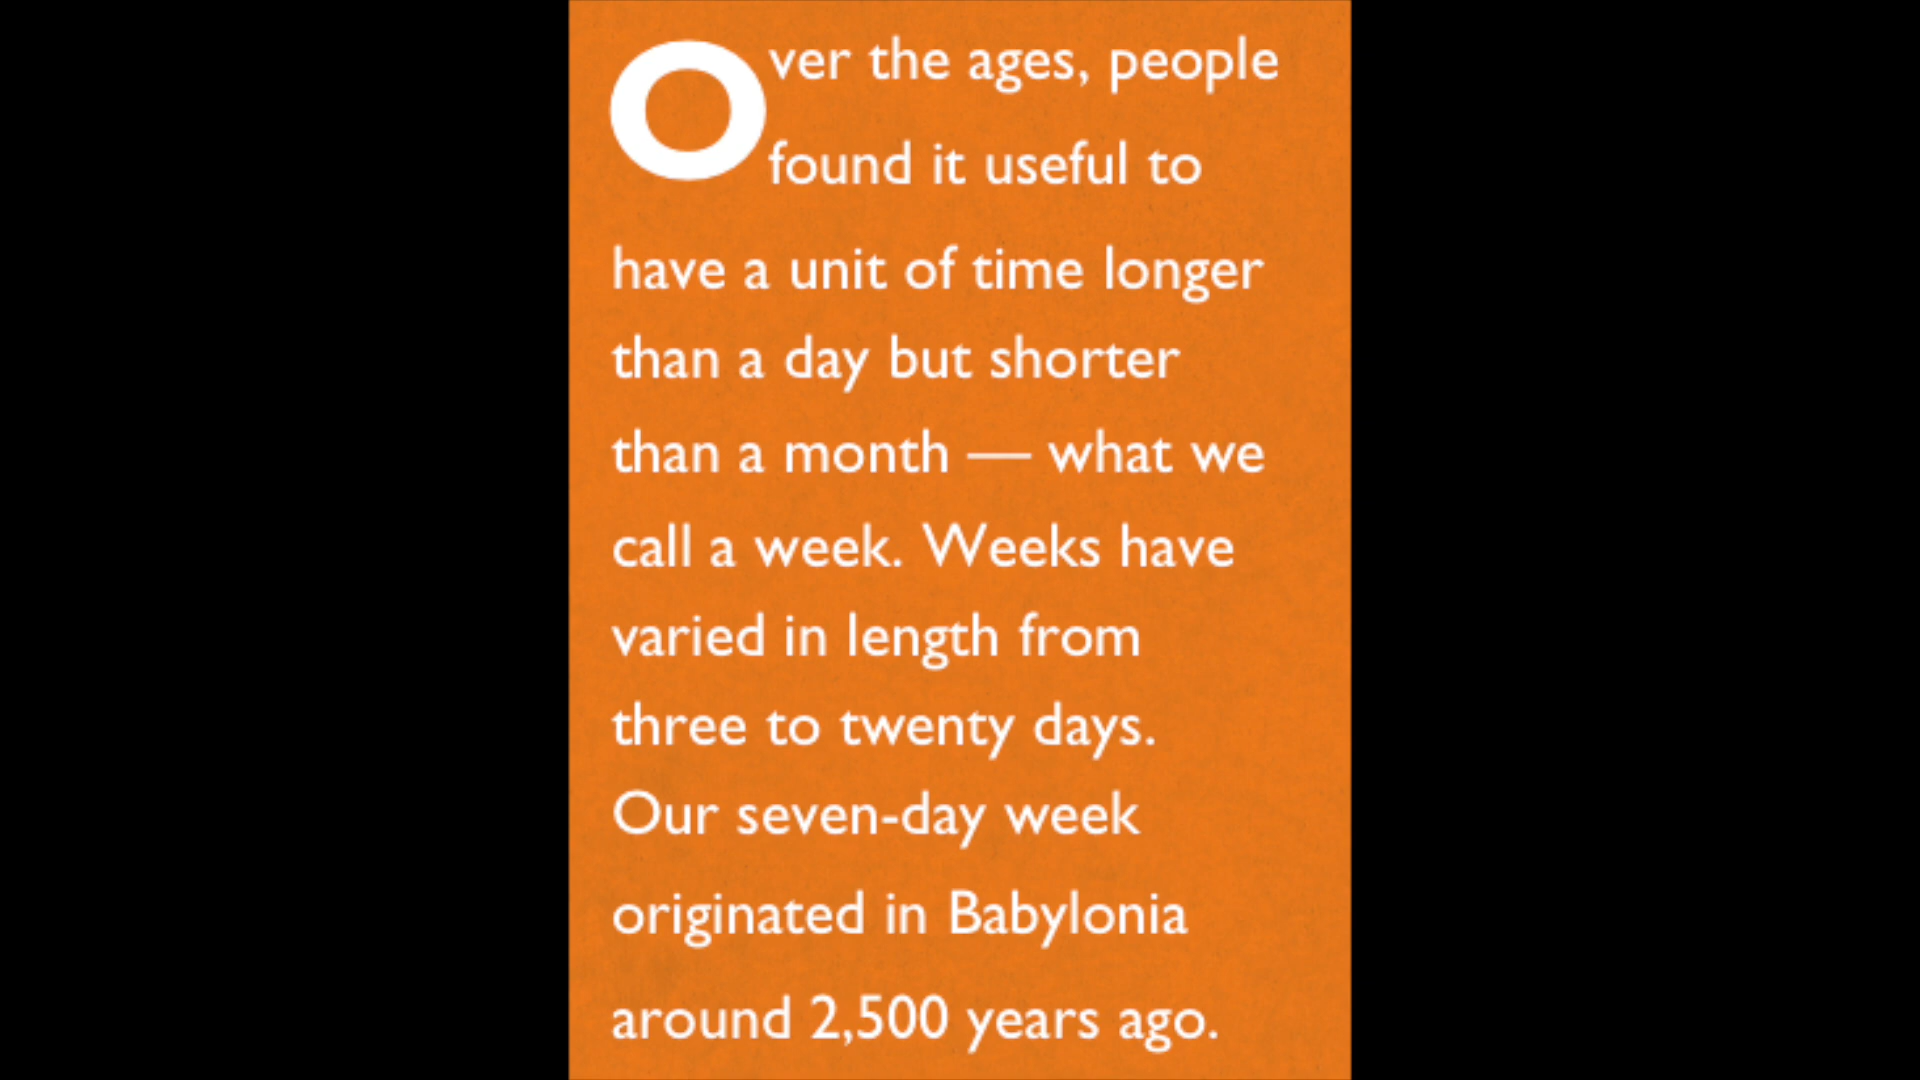 Over the ages, people
found it useful to
have a unit of time longer
than a day but shorter
than a month — what we
call a week. Weeks have
varied in length from
three to twenty days.
Our seven-day week
originated in Babylonia
around 2,500 years ago.